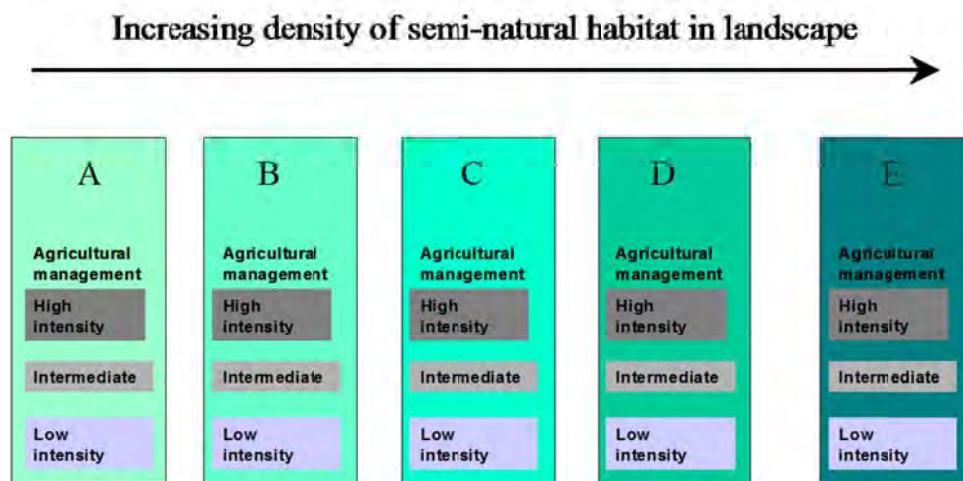 Increasing density of semi-natural habitat in landscape
A
Agricultural
management
High
intensity
Intermediate
Low
intensity
B
Agricultural
management
High
intensity
Intermediate
Low
intensity
C
Agricultural
management
High
intensity
Intermediate
Low
intensity
D
Agricultural
management
High
intensity
Intermediate
Low
intensity
E
Agricultural
management
High
intensity
Intermediate
Low
intensity